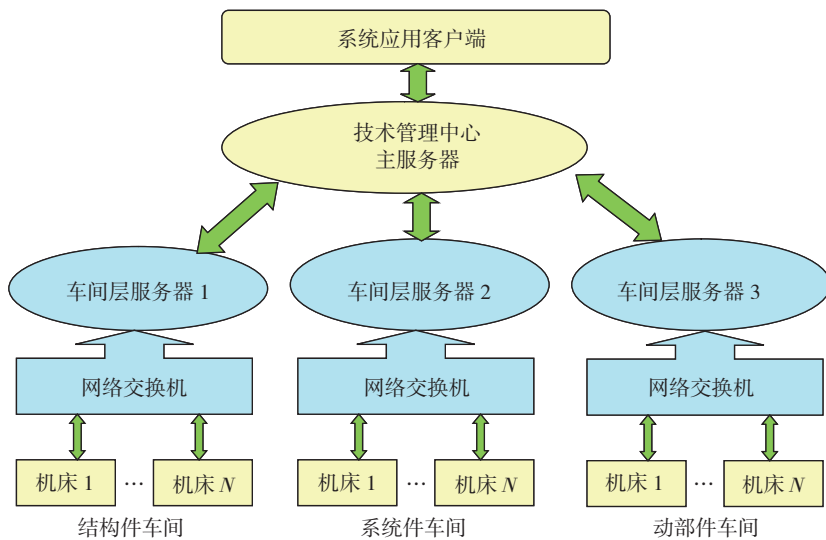 系统应用客户端
技术管理中心
主服务器
车间层服务器 1
车间层服务器 2
车间层服务器 3
网络交换机
网络交换机
网络交换机
机床 1 … 机床 N
机床 1 … 机床 N
机床 1 … 机床 N
结构件车间
系统件车间
动部件车间